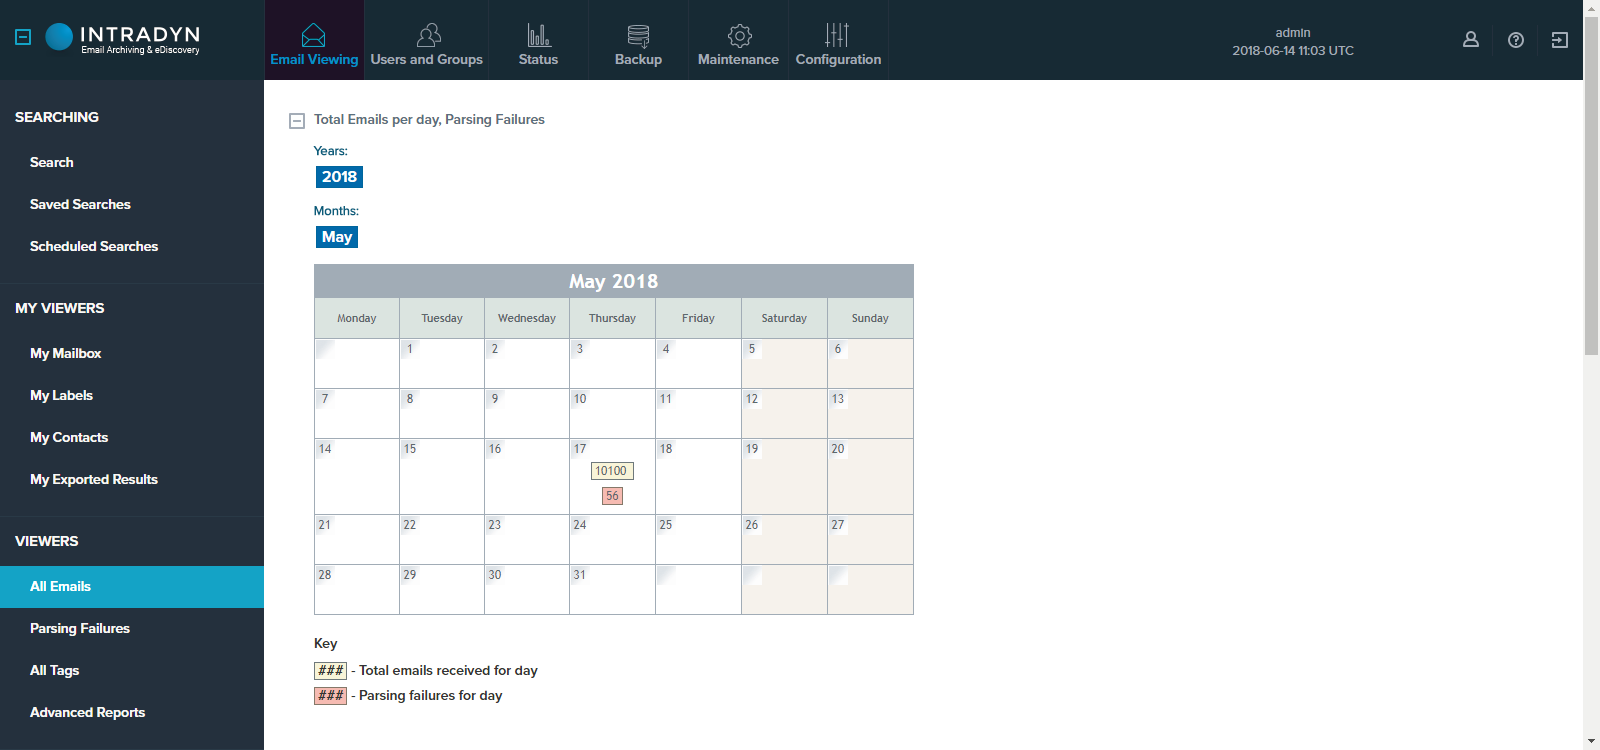 INTRADYN
Email Archiving & eDiscovery
Email Viewing
Users and Groups
Status
Backup
Maintenance
Configuration
admin
2018-06-14 11:03 UTC
SEARCHING
Search
Saved Searches
Scheduled Searches
MY VIEWERS
My Mailbox
My Labels
My Contacts
My Exported Results
VIEWERS
All Emails
Parsing Failures
All Tags
Advanced Reports
Total Emails per day, Parsing Failures
Years:
2018
Months:
May
May 2018
Monday Tuesday Wednesday Thursday Friday Saturday Sunday
1 2 3 4 5 6
7 8 9 10 11 12 13
14 15 16 17 18 19 20
10100
56
21 22 23 24 25 26 27
28 29 30 31
Key
### - Total emails received for day
### - Parsing failures for day